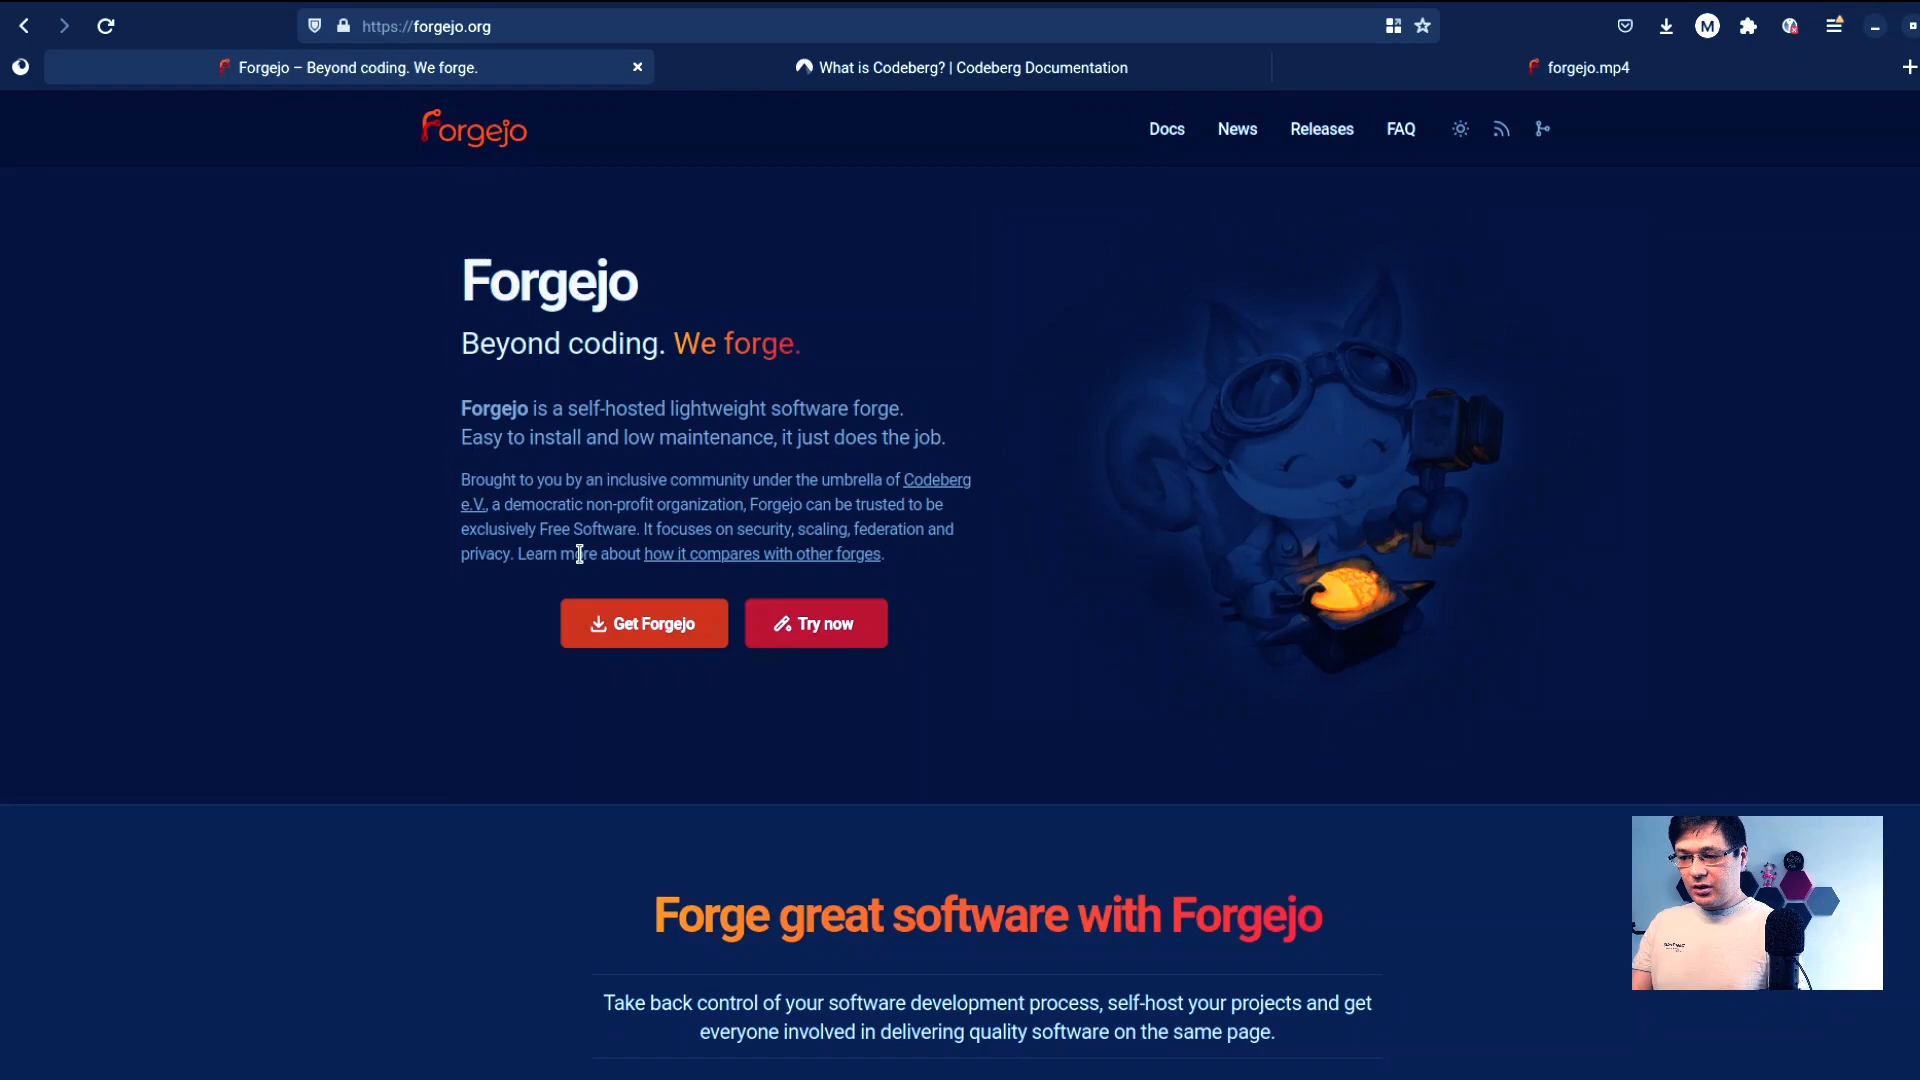 https://forgejo.org
M
Forgejo – Beyond coding. We forge.
What is Codeberg? | Codeberg Documentation
forgejo.mp4
Forgejo
Docs
News
Releases
FAQ
Forgejo
Beyond coding. We forge.
Forgejo is a self-hosted lightweight software forge.
Easy to install and low maintenance, it just does the job.
Brought to you by an inclusive community under the umbrella of Codeberg
e.V., a democratic non-profit organization, Forgejo can be trusted to be
exclusively Free Software. It focuses on security, scaling, federation and
privacy. Learn more about how it compares with other forges.
Get Forgejo
Try now
Forge great software with Forgejo
Take back control of your software development process, self-host your projects and get
everyone involved in delivering quality software on the same page.